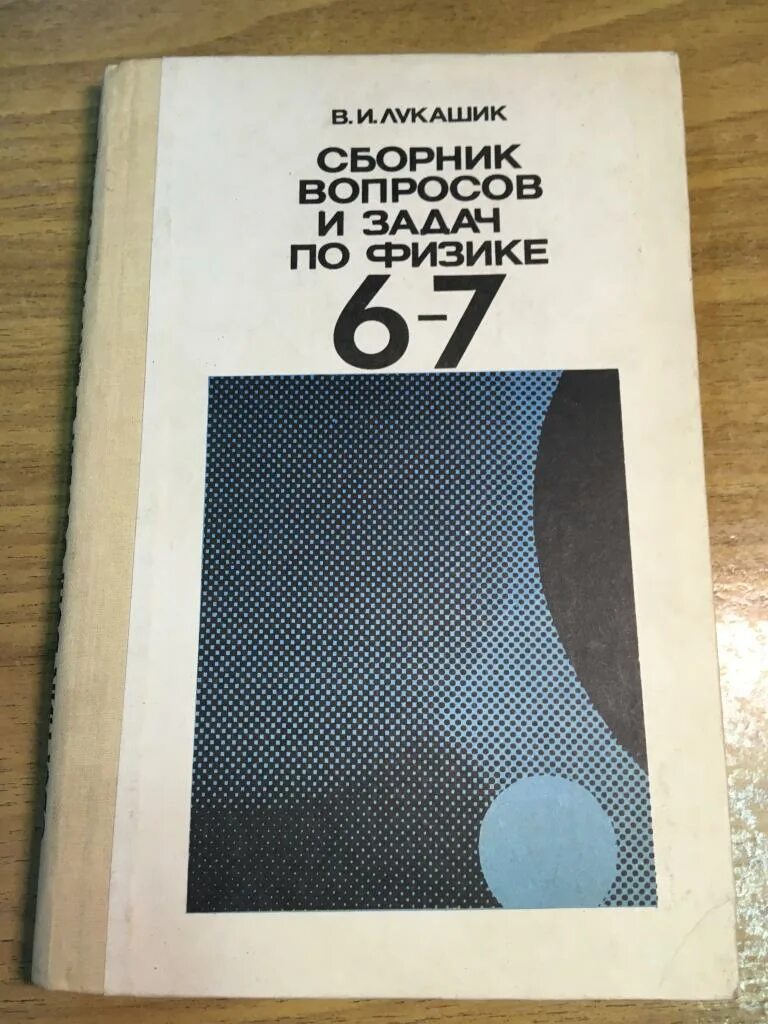 В.И.ЛУКАШИК
СБОРНИК
ВОПРОСОВ
И ЗАДАЧ
ПО ФИЗИКЕ
6–7